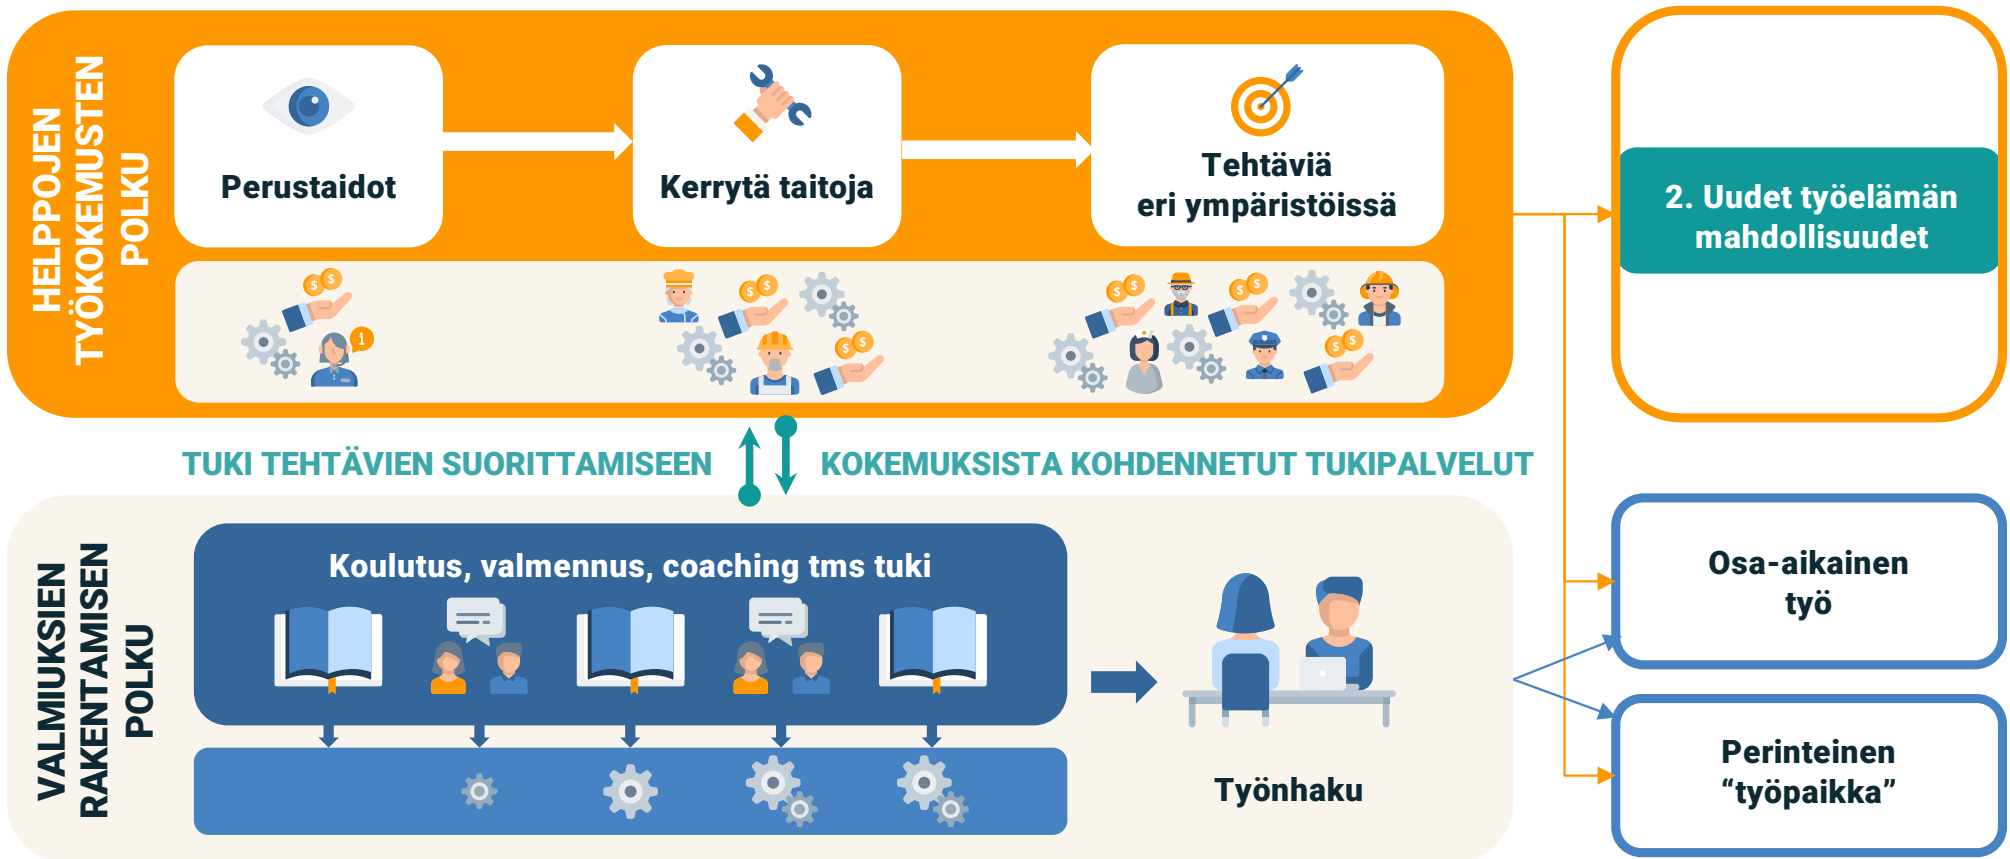 HELPPOJEN
TYÖKOKEMUSTEN
POLKU
Perustaidot
Kerrytä taitoja
Tehtäviä
eri ympäristöissä
2. Uudet työelämän
mahdollisuudet
TUKI TEHTÄVIEN SUORITTAMISEEN
KOKEMUKSISTA KOHDENNETUT TUKIPALVELUT
VALMIUKSIEN
RAKENTAMISEN
POLKU
Koulutus, valmennus, coaching tms tuki
Työnhaku
Osa-aikainen
työ
Perinteinen
“työpaikka”